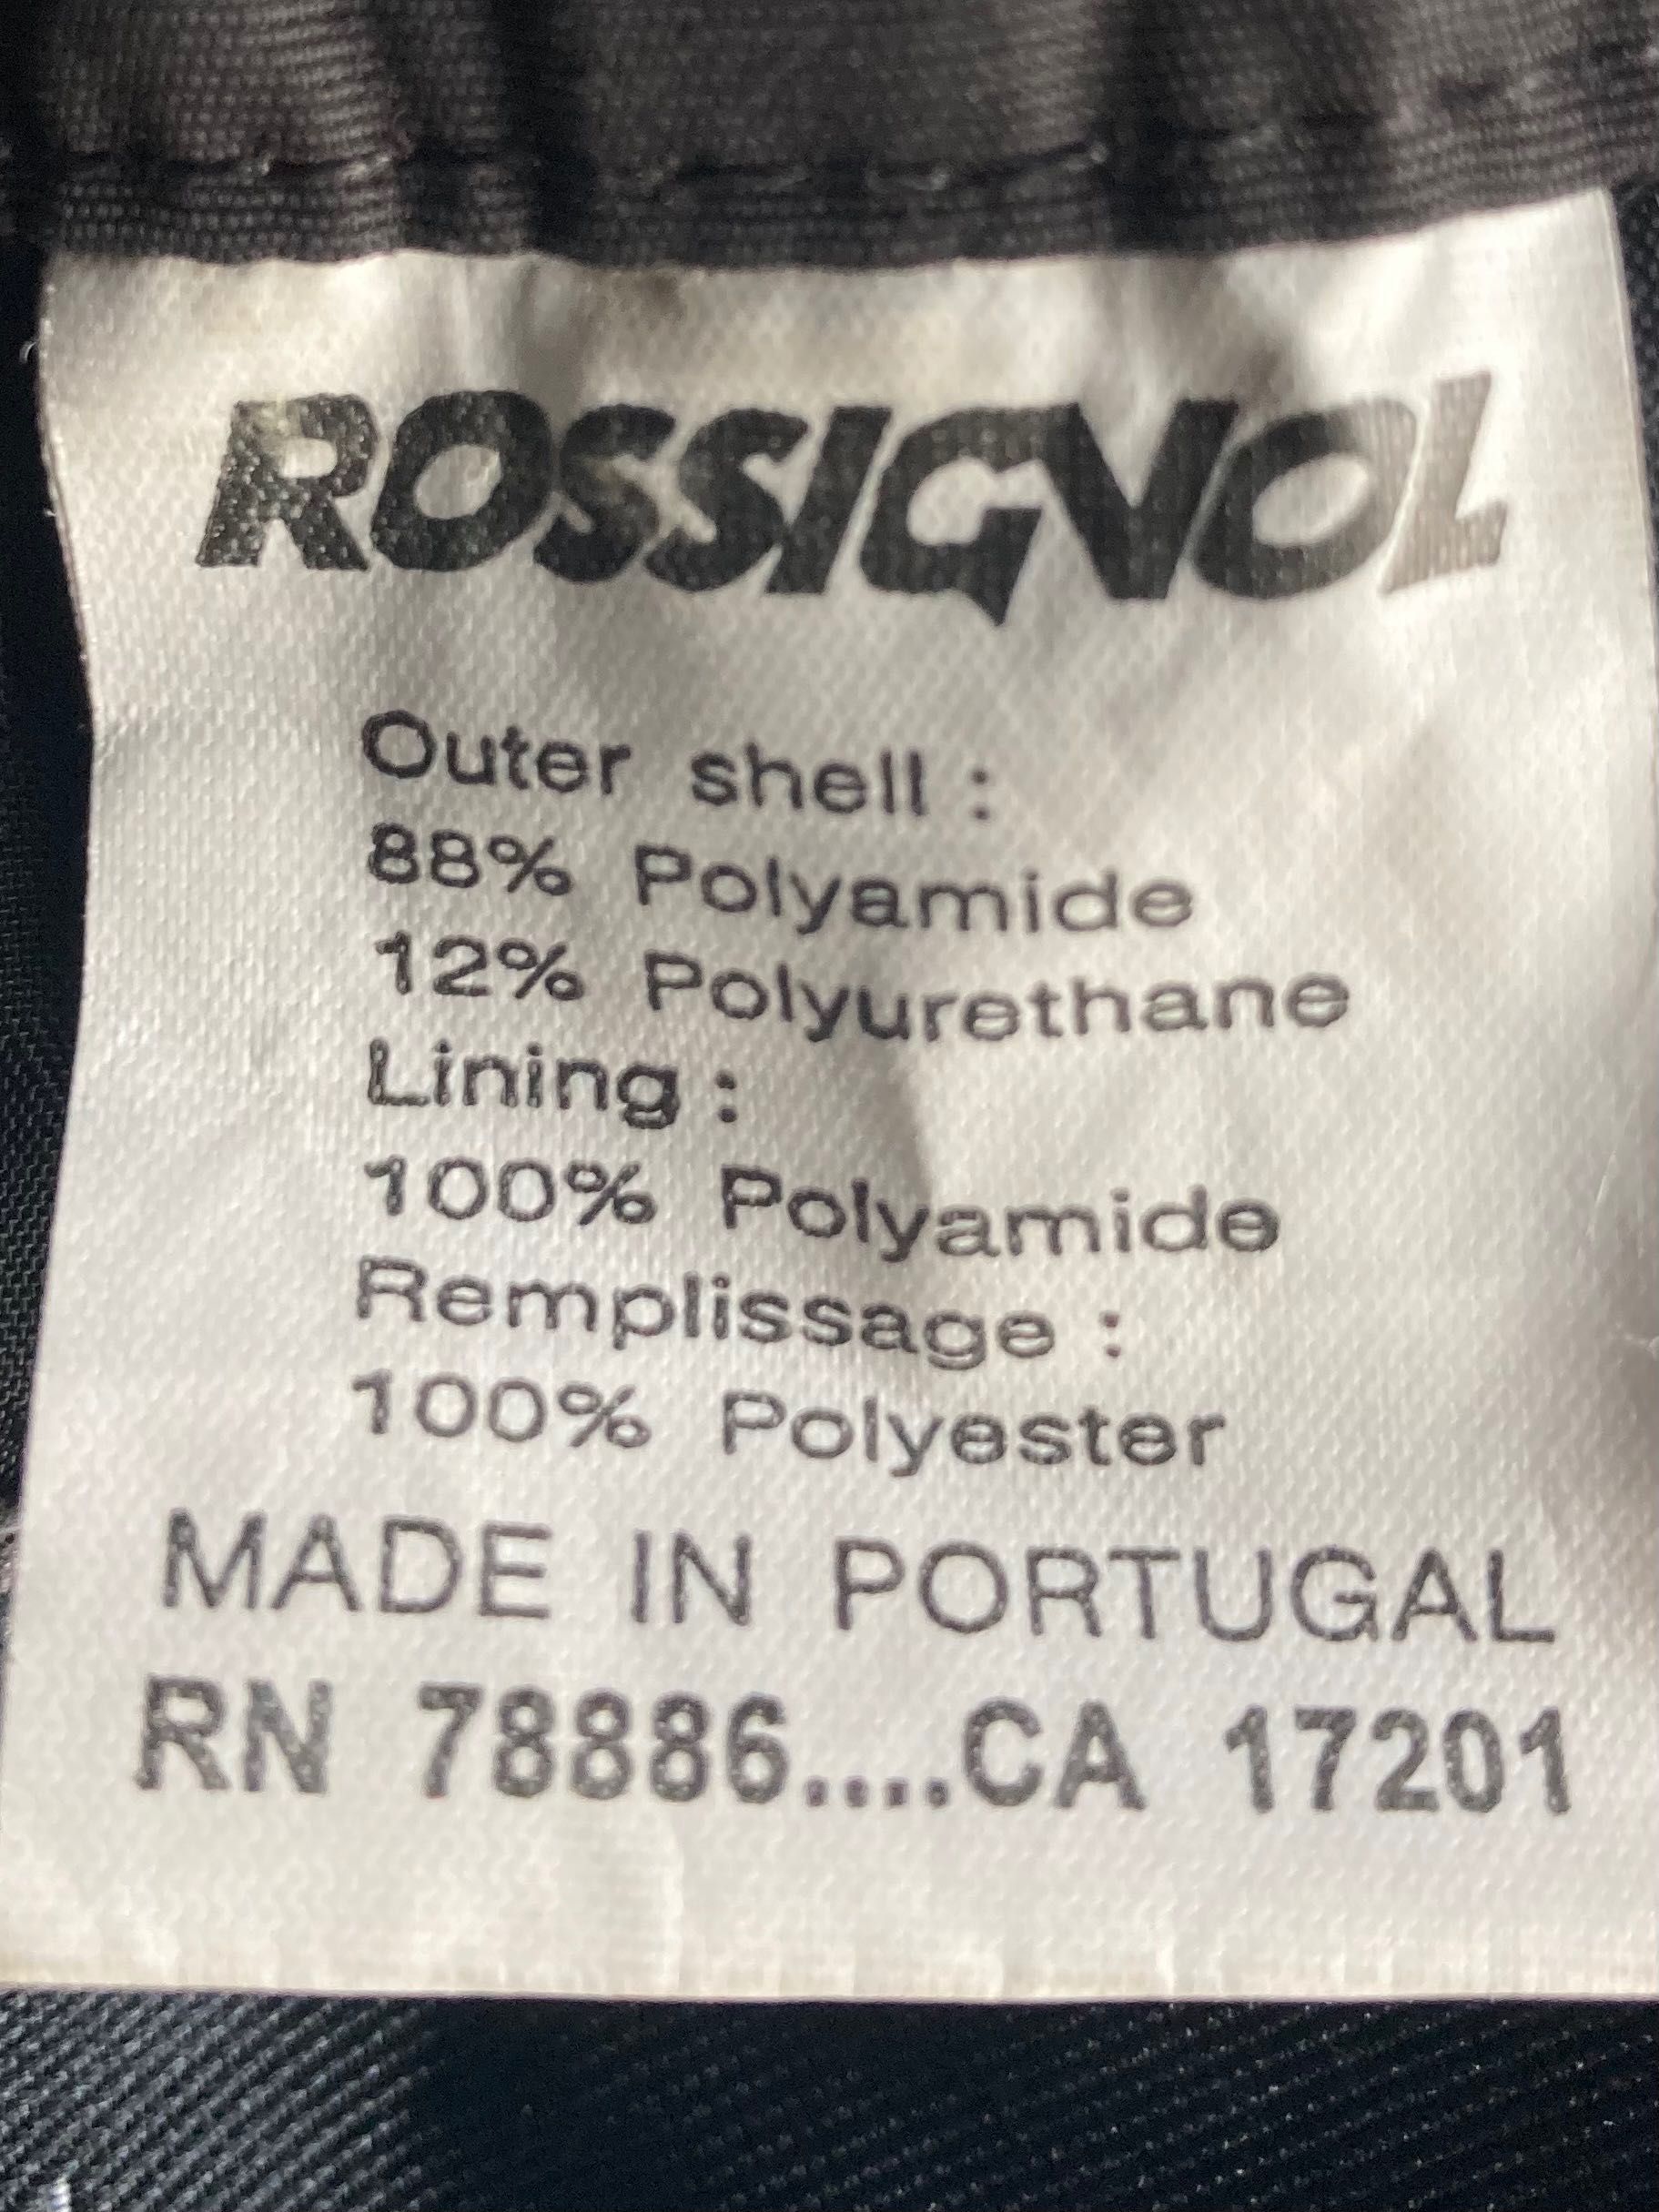 ROSSIGNOL
Outer shell :
88% Polyamide
12% Polyurethane
Lining :
100% Polyamide
Remplissage :
100% Polyester
MADE IN PORTUGAL
RN 78886....CA 17201